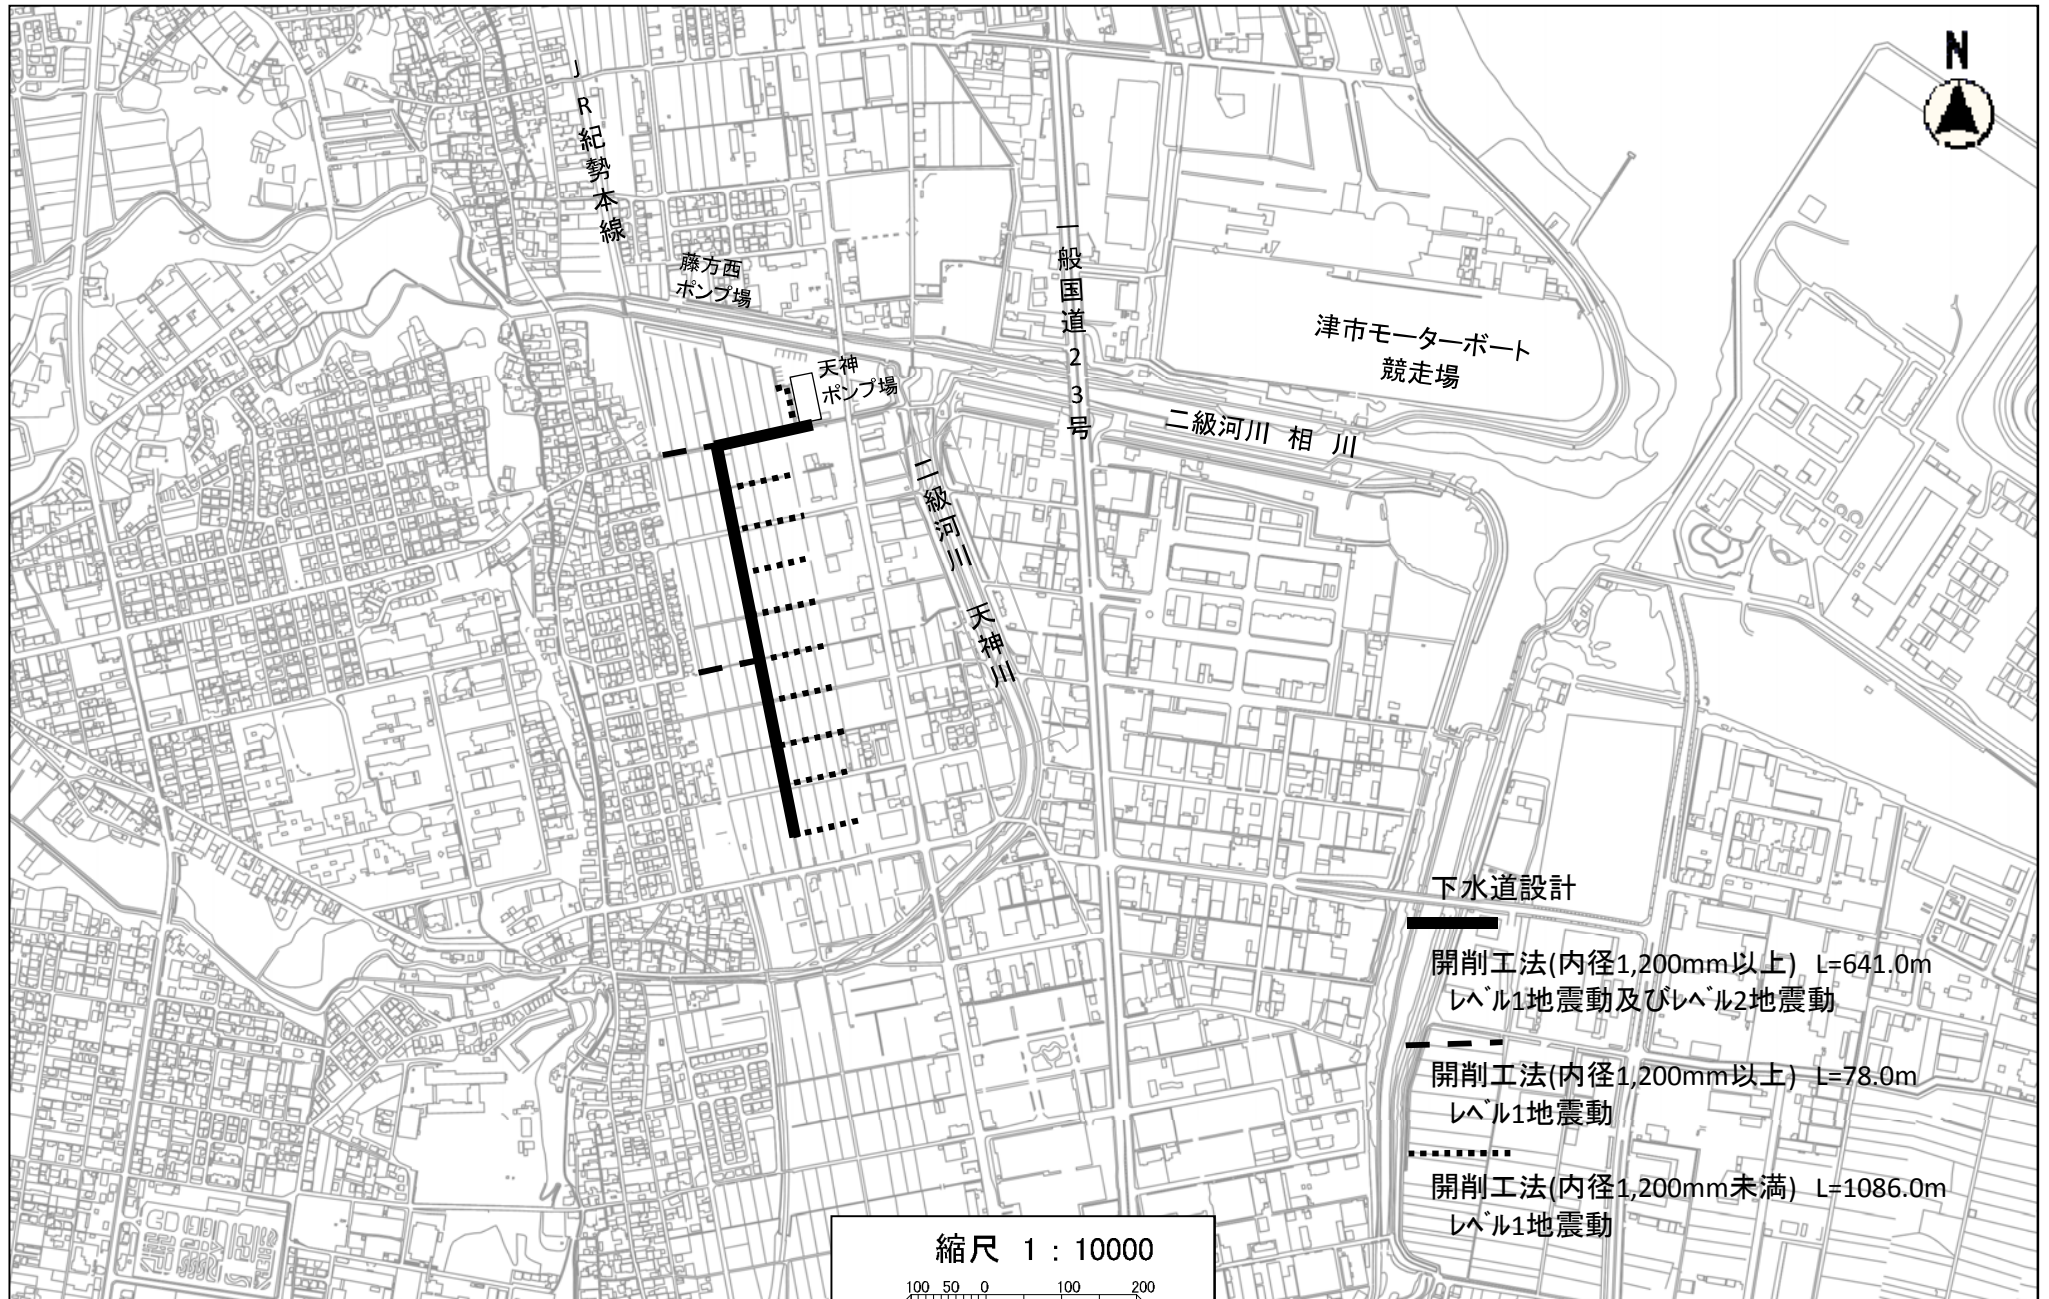 N
JR紀勢本線
藤方西
ポンプ場
一般国道23号
津市モーターボート
競走場
天神
ポンプ場
二級河川 相 川
二級河川 天神川
下水道設計
開削工法(内径1,200mm以上) L=641.0m
ﾚﾍﾞﾙ1地震動及びﾚﾍﾞﾙ2地震動
開削工法(内径1,200mm以上) L=78.0m
ﾚﾍﾞﾙ1地震動
開削工法(内径1,200mm未満) L=1086.0m
ﾚﾍﾞﾙ1地震動
縮尺 1:10000
100 50 0 100 200